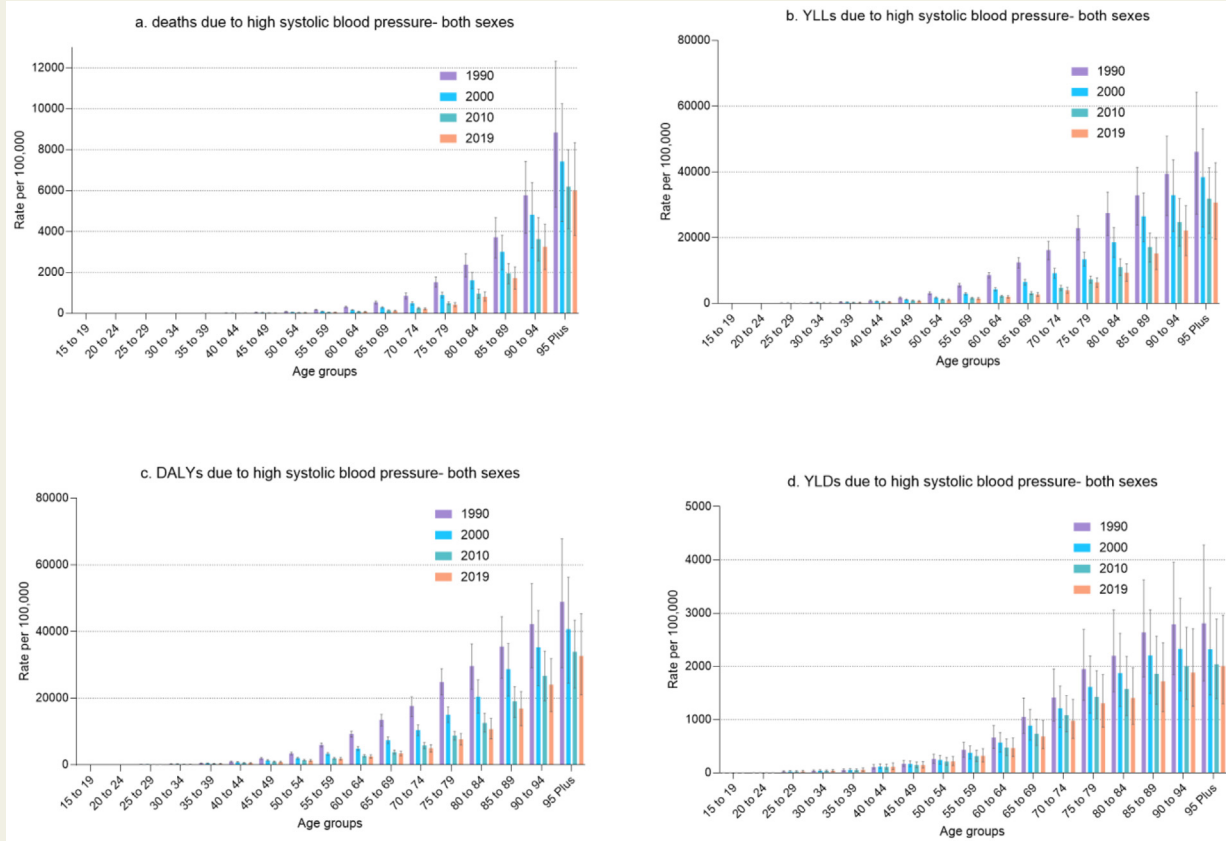 a. deaths due to high systolic blood pressure- both sexes
12000
10000
8000
6000
4000
2000
0
Rate per 100,000
1990
2000
2010
2019
15 to 19
20 to 24
25 to 29
30 to 34
35 to 39
40 to 44
45 to 49
50 to 54
55 to 59
60 to 64
65 to 69
70 to 74
75 to 79
80 to 84
85 to 89
90 to 94
95 Plus
Age groups
b. YLLs due to high systolic blood pressure- both sexes
80000
60000
40000
20000
0
Rate per 100,000
1990
2000
2010
2019
15 to 19
20 to 24
25 to 29
30 to 34
35 to 39
40 to 44
45 to 49
50 to 54
55 to 59
60 to 64
65 to 69
70 to 74
75 to 79
80 to 84
85 to 89
90 to 94
95 Plus
Age groups
c. DALYs due to high systolic blood pressure- both sexes
80000
60000
40000
20000
0
Rate per 100,000
1990
2000
2010
2019
15 to 19
20 to 24
25 to 29
30 to 34
35 to 39
40 to 44
45 to 49
50 to 54
55 to 59
60 to 64
65 to 69
70 to 74
75 to 79
80 to 84
85 to 89
90 to 94
95 Plus
Age groups
d. YLDs due to high systolic blood pressure- both sexes
5000
4000
3000
2000
1000
0
Rate per 100,000
1990
2000
2010
2019
15 to 19
20 to 24
25 to 29
30 to 34
35 to 39
40 to 44
45 to 49
50 to 54
55 to 59
60 to 64
65 to 69
70 to 74
75 to 79
80 to 84
85 to 89
90 to 94
95 Plus
Age groups